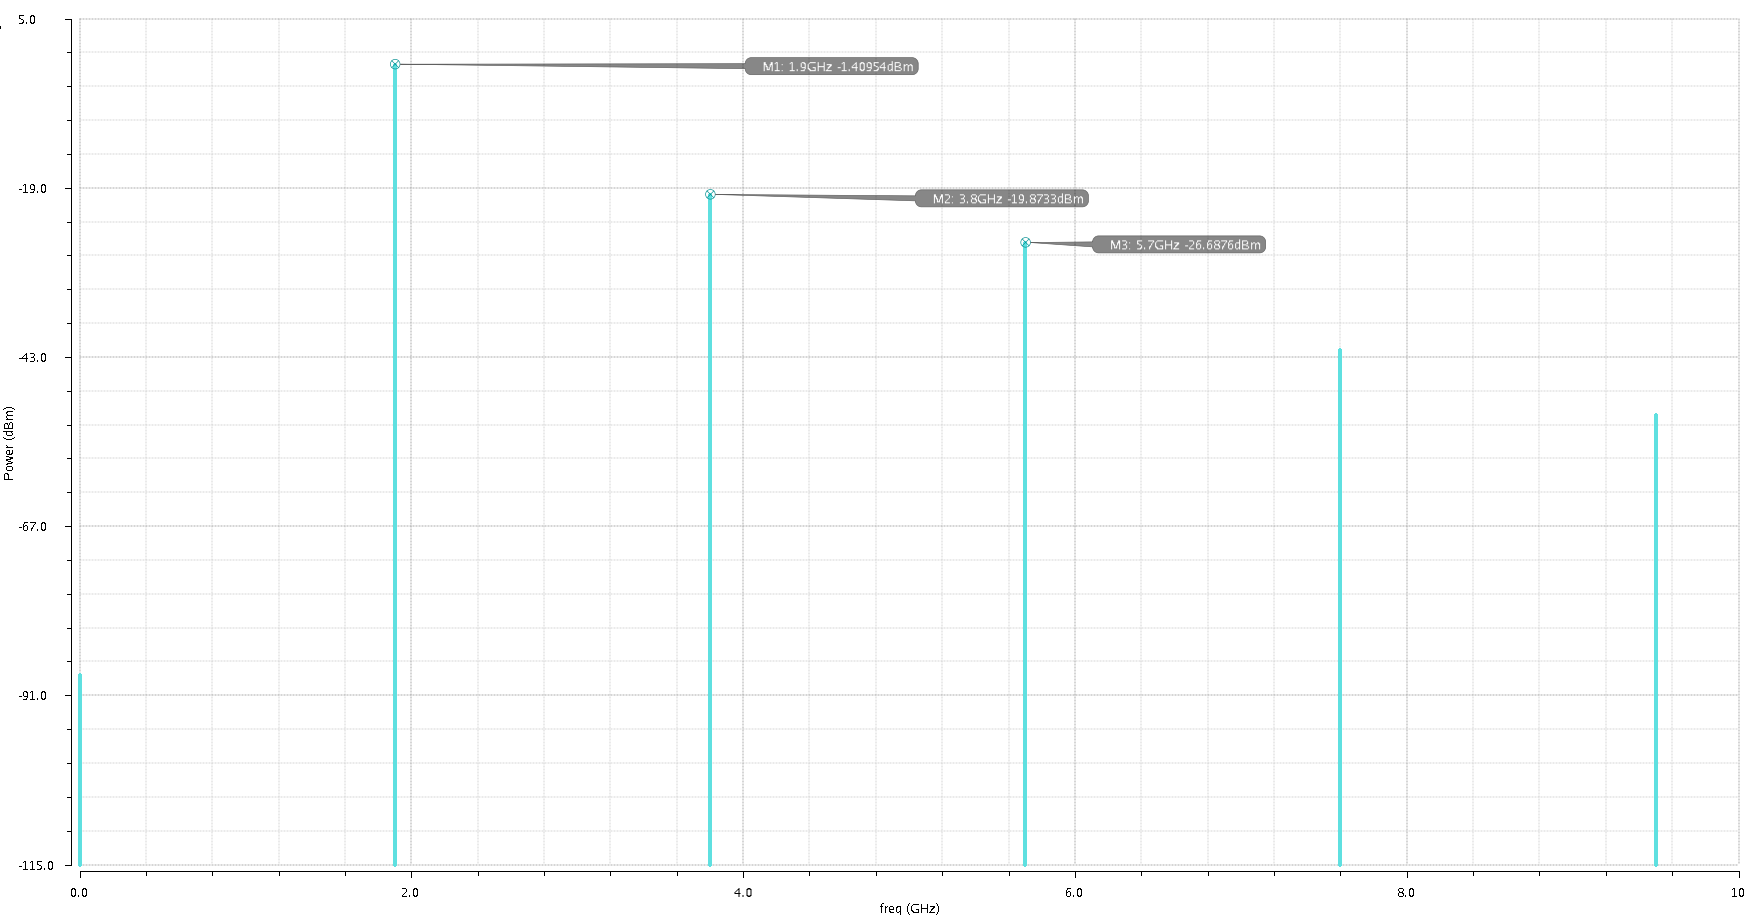 5.0
M1: 1.9GHz -1.40954dBm
-19.0
M2: 3.8GHz -19.8733dBm
M3: 5.7GHz -26.6876dBm
-43.0
Power (dBm)
-67.0
-91.0
-115.0
0.0 2.0 4.0 6.0 8.0 10
freq (GHz)